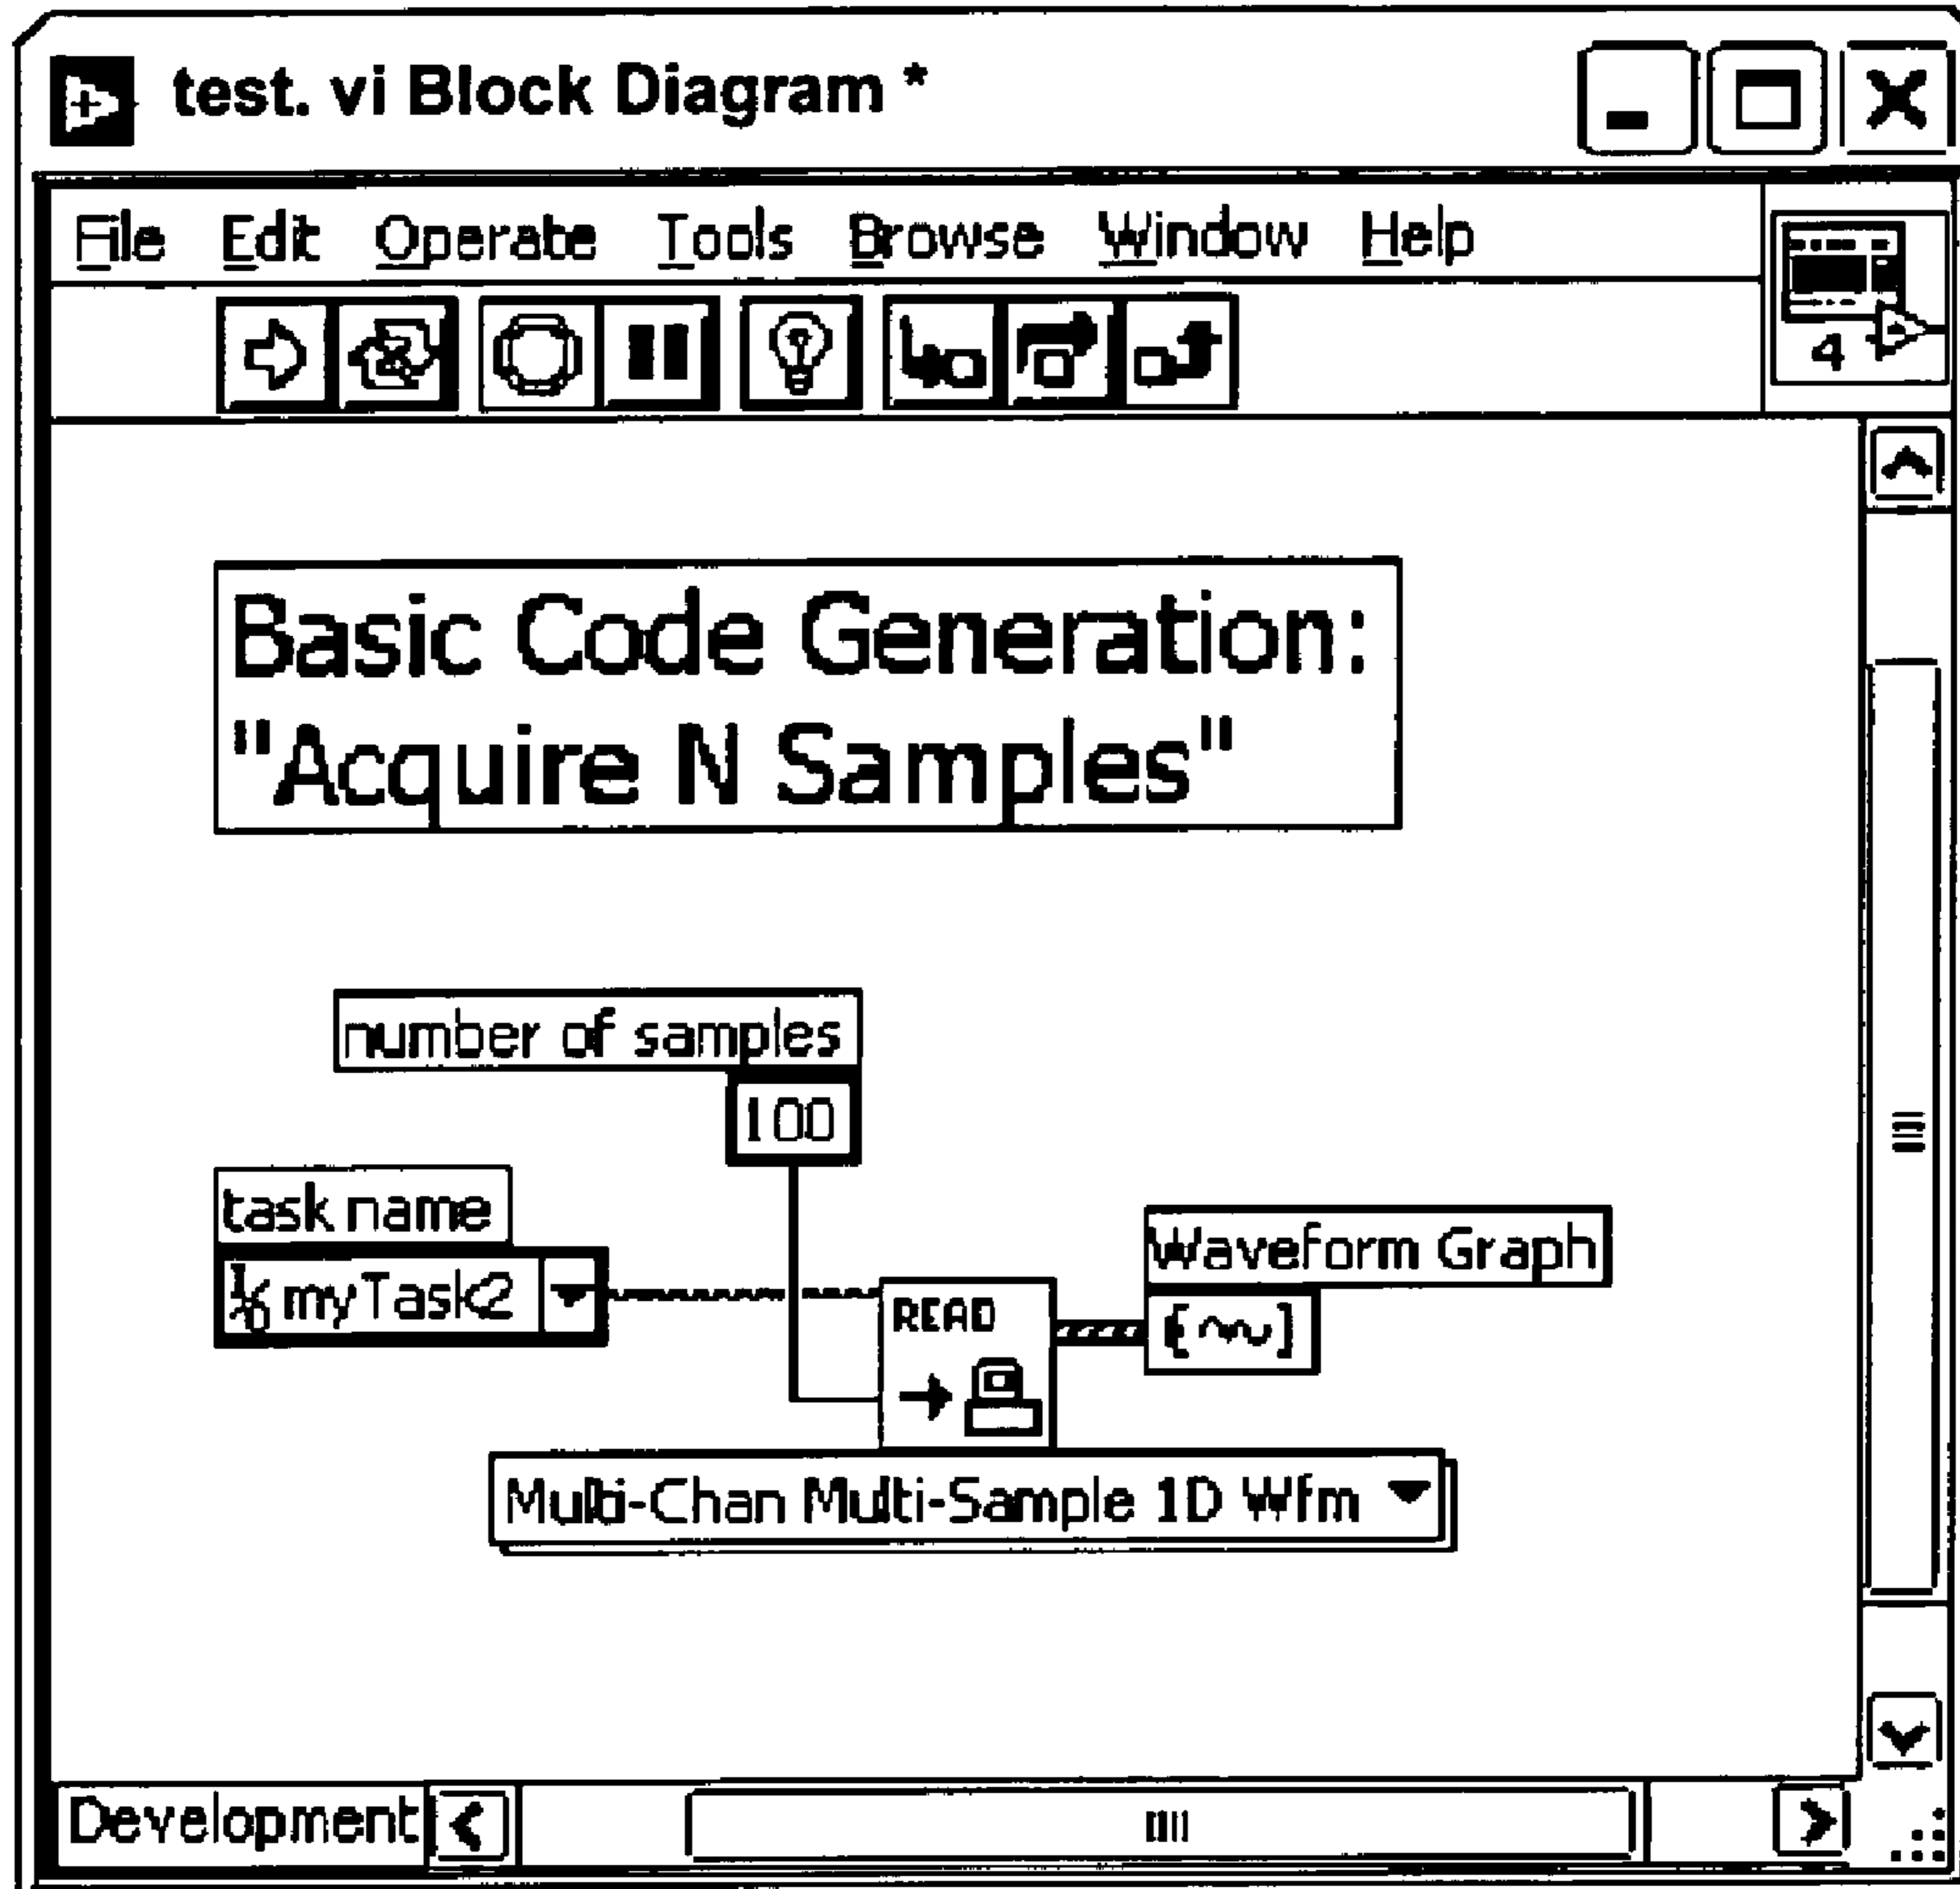 test. vi Block Diagram *
File Edit Operate Tools Browse Window Help
4
Basic Code Generation:
"Acquire N Samples"
number of samples
100
task name
myTask2
Waveform Graph
READ
Multi-Chan Multi-Sample 1D Wfm
Development